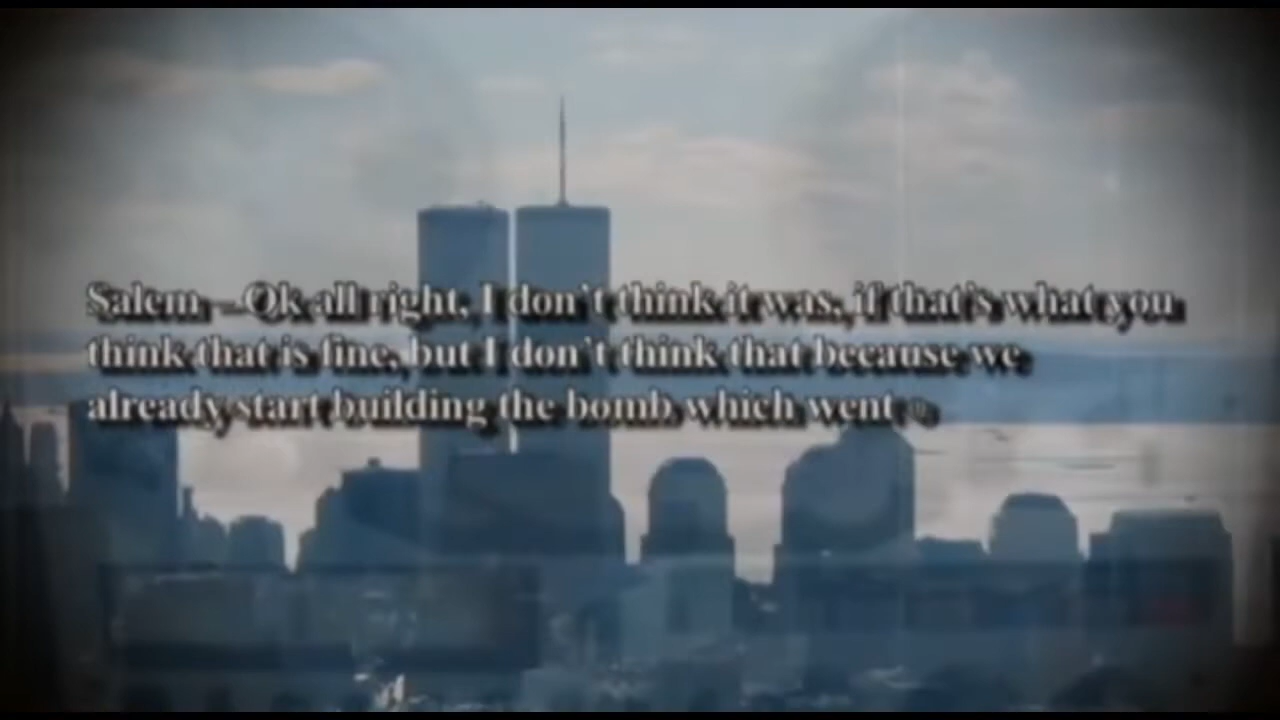 Salem – Ok all right, I don't think it was, if that's what you
think that is fine, but I don't think that because we
already start building the bomb which went